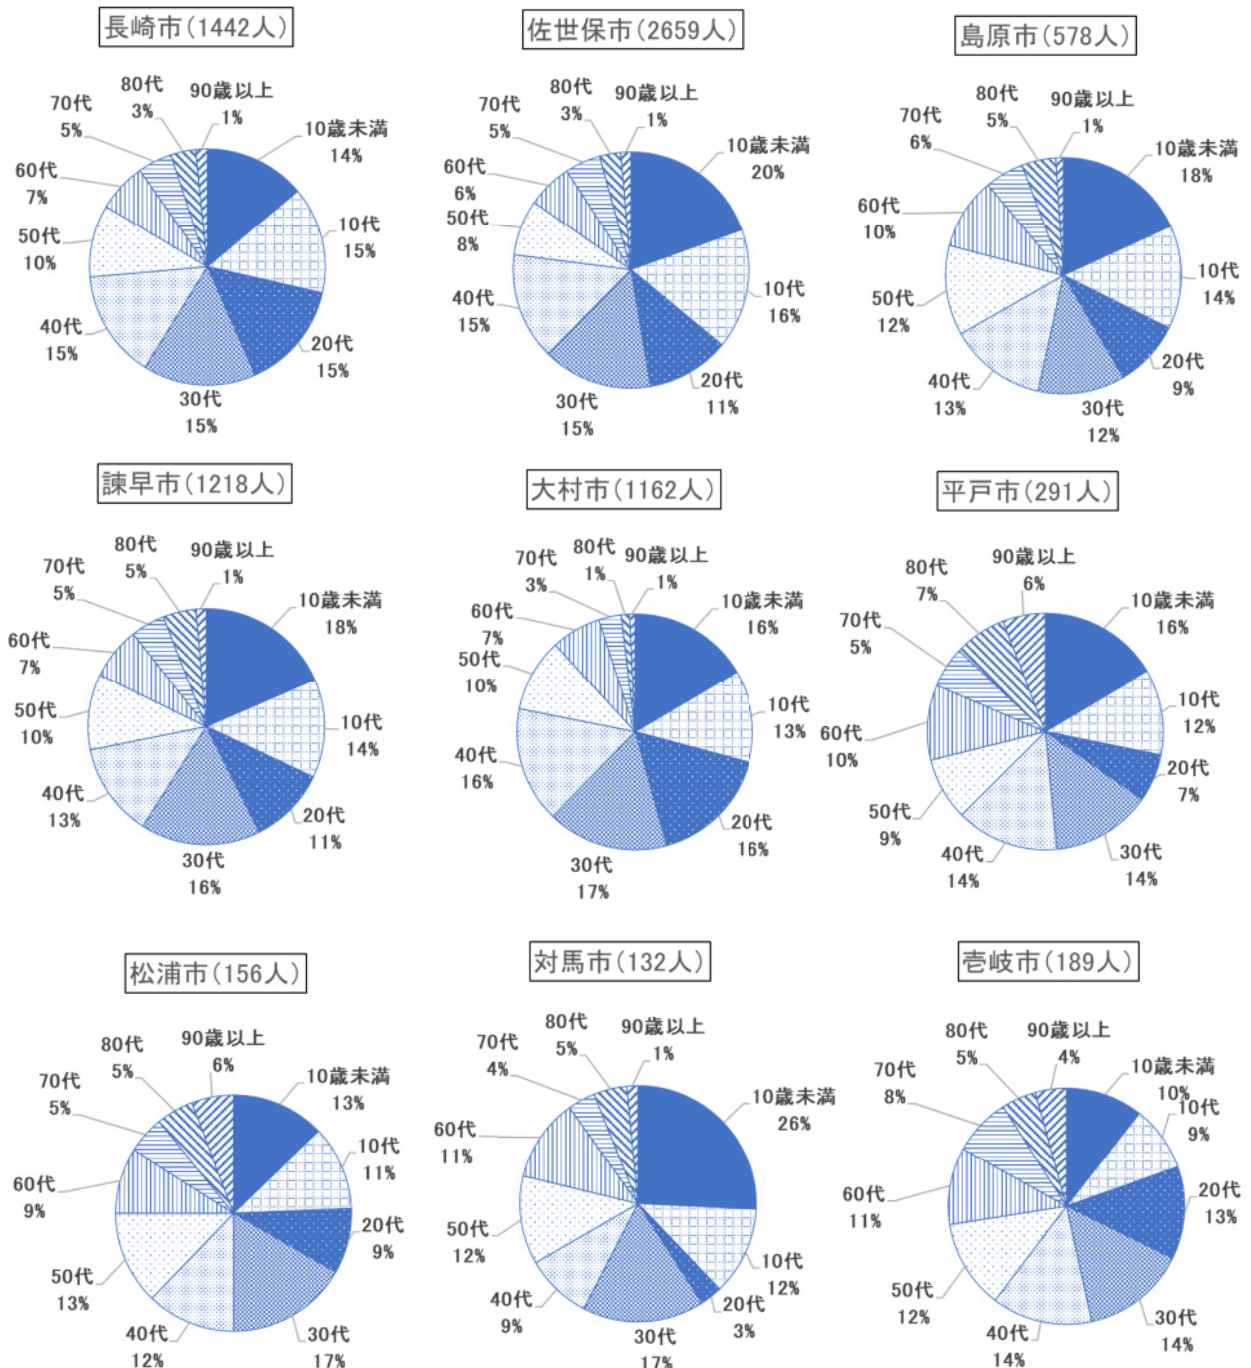 長崎市(1442人)
90歳以上
1%
10歳未満
14%
10代
15%
20代
15%
30代
15%
40代
15%
50代
10%
60代
7%
70代
5%
80代
3%
佐世保市(2659人)
90歳以上
1%
10歳未満
20%
10代
16%
20代
11%
30代
15%
40代
15%
50代
8%
60代
6%
70代
5%
80代
3%
島原市(578人)
90歳以上
1%
10歳未満
18%
10代
14%
20代
9%
30代
12%
40代
13%
50代
12%
60代
10%
70代
6%
80代
5%
諫早市(1218人)
90歳以上
1%
10歳未満
18%
10代
14%
20代
11%
30代
16%
40代
13%
50代
10%
60代
7%
70代
5%
80代
5%
大村市(1162人)
90歳以上
1%
10歳未満
16%
10代
13%
20代
16%
30代
17%
40代
16%
50代
10%
60代
7%
70代
3%
80代
1%
平戸市(291人)
90歳以上
6%
10歳未満
16%
10代
12%
20代
7%
30代
14%
40代
14%
50代
9%
60代
10%
70代
5%
80代
7%
松浦市(156人)
90歳以上
6%
10歳未満
13%
10代
11%
20代
9%
30代
17%
40代
12%
50代
13%
60代
9%
70代
5%
80代
5%
対馬市(132人)
90歳以上
1%
10歳未満
26%
10代
12%
20代
3%
30代
17%
40代
9%
50代
12%
60代
11%
70代
4%
80代
5%
壱岐市(189人)
90歳以上
4%
10歳未満
10%
10代
9%
20代
13%
30代
14%
40代
14%
50代
12%
60代
11%
70代
8%
80代
5%